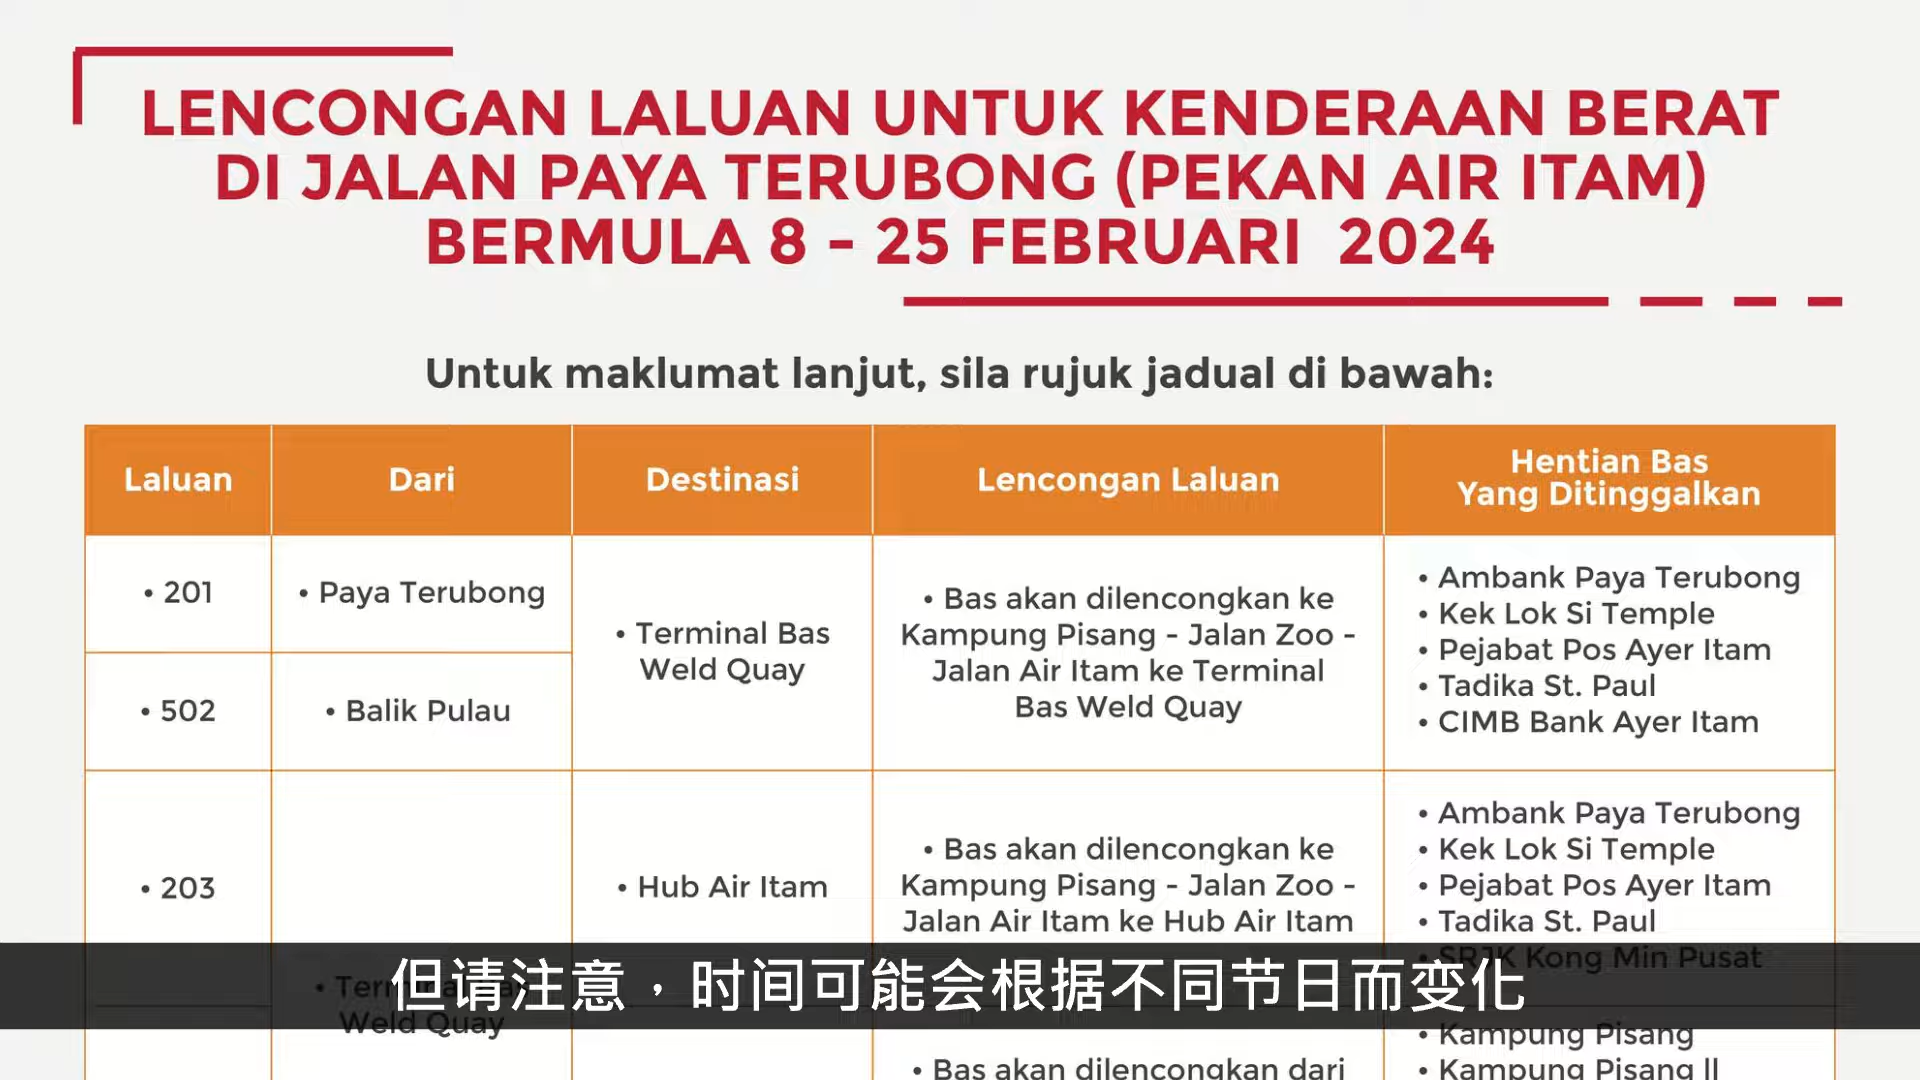 LENCONGAN LALUAN UNTUK KENDERAAN BERAT
DI JALAN PAYA TERUBONG (PEKAN AIR ITAM)
BERMULA 8 - 25 FEBRUARI 2024
Untuk maklumat lanjut, sila rujuk jadual di bawah:
Laluan
Dari
Destinasi
Lencongan Laluan
Hentian Bas
Yang Ditinggalkan
• 201
• Paya Terubong
• 502
• Balik Pulau
• Terminal Bas
Weld Quay
• Bas akan dilencongkan ke
Kampung Pisang - Jalan Zoo -
Jalan Air Itam ke Terminal
Bas Weld Quay
• Ambank Paya Terubong
• Kek Lok Si Temple
• Pejabat Pos Ayer Itam
• Tadika St. Paul
• CIMB Bank Ayer Itam
• 203
• Terminal Bas
Weld Quay
• Hub Air Itam
• Bas akan dilencongkan ke
Kampung Pisang - Jalan Zoo -
Jalan Air Itam ke Hub Air Itam
• Ambank Paya Terubong
• Kek Lok Si Temple
• Pejabat Pos Ayer Itam
• Tadika St. Paul
• SRJK Kong Min Pusat
• Bas akan dilencongkan dari
• Kampung Pisang
• Kampung Pisang ll
但请注意，时间可能会根据不同节日而变化